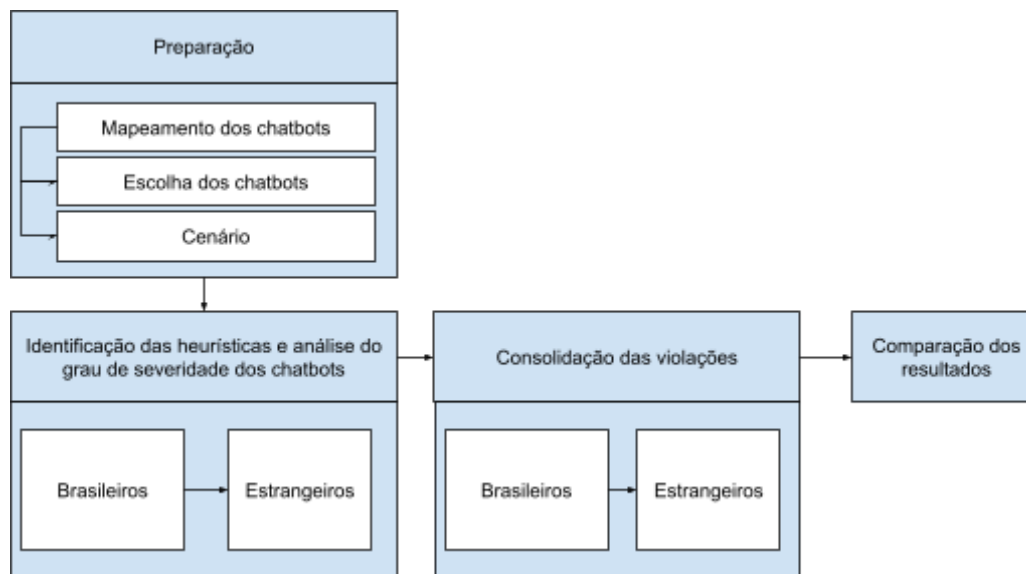 Preparação
Mapeamento dos chatbots
Escolha dos chatbots
Cenário
Identificação das heurísticas e análise do
grau de severidade dos chatbots
Brasileiros
Estrangeiros
Consolidação das violações
Brasileiros
Estrangeiros
Comparação dos
resultados